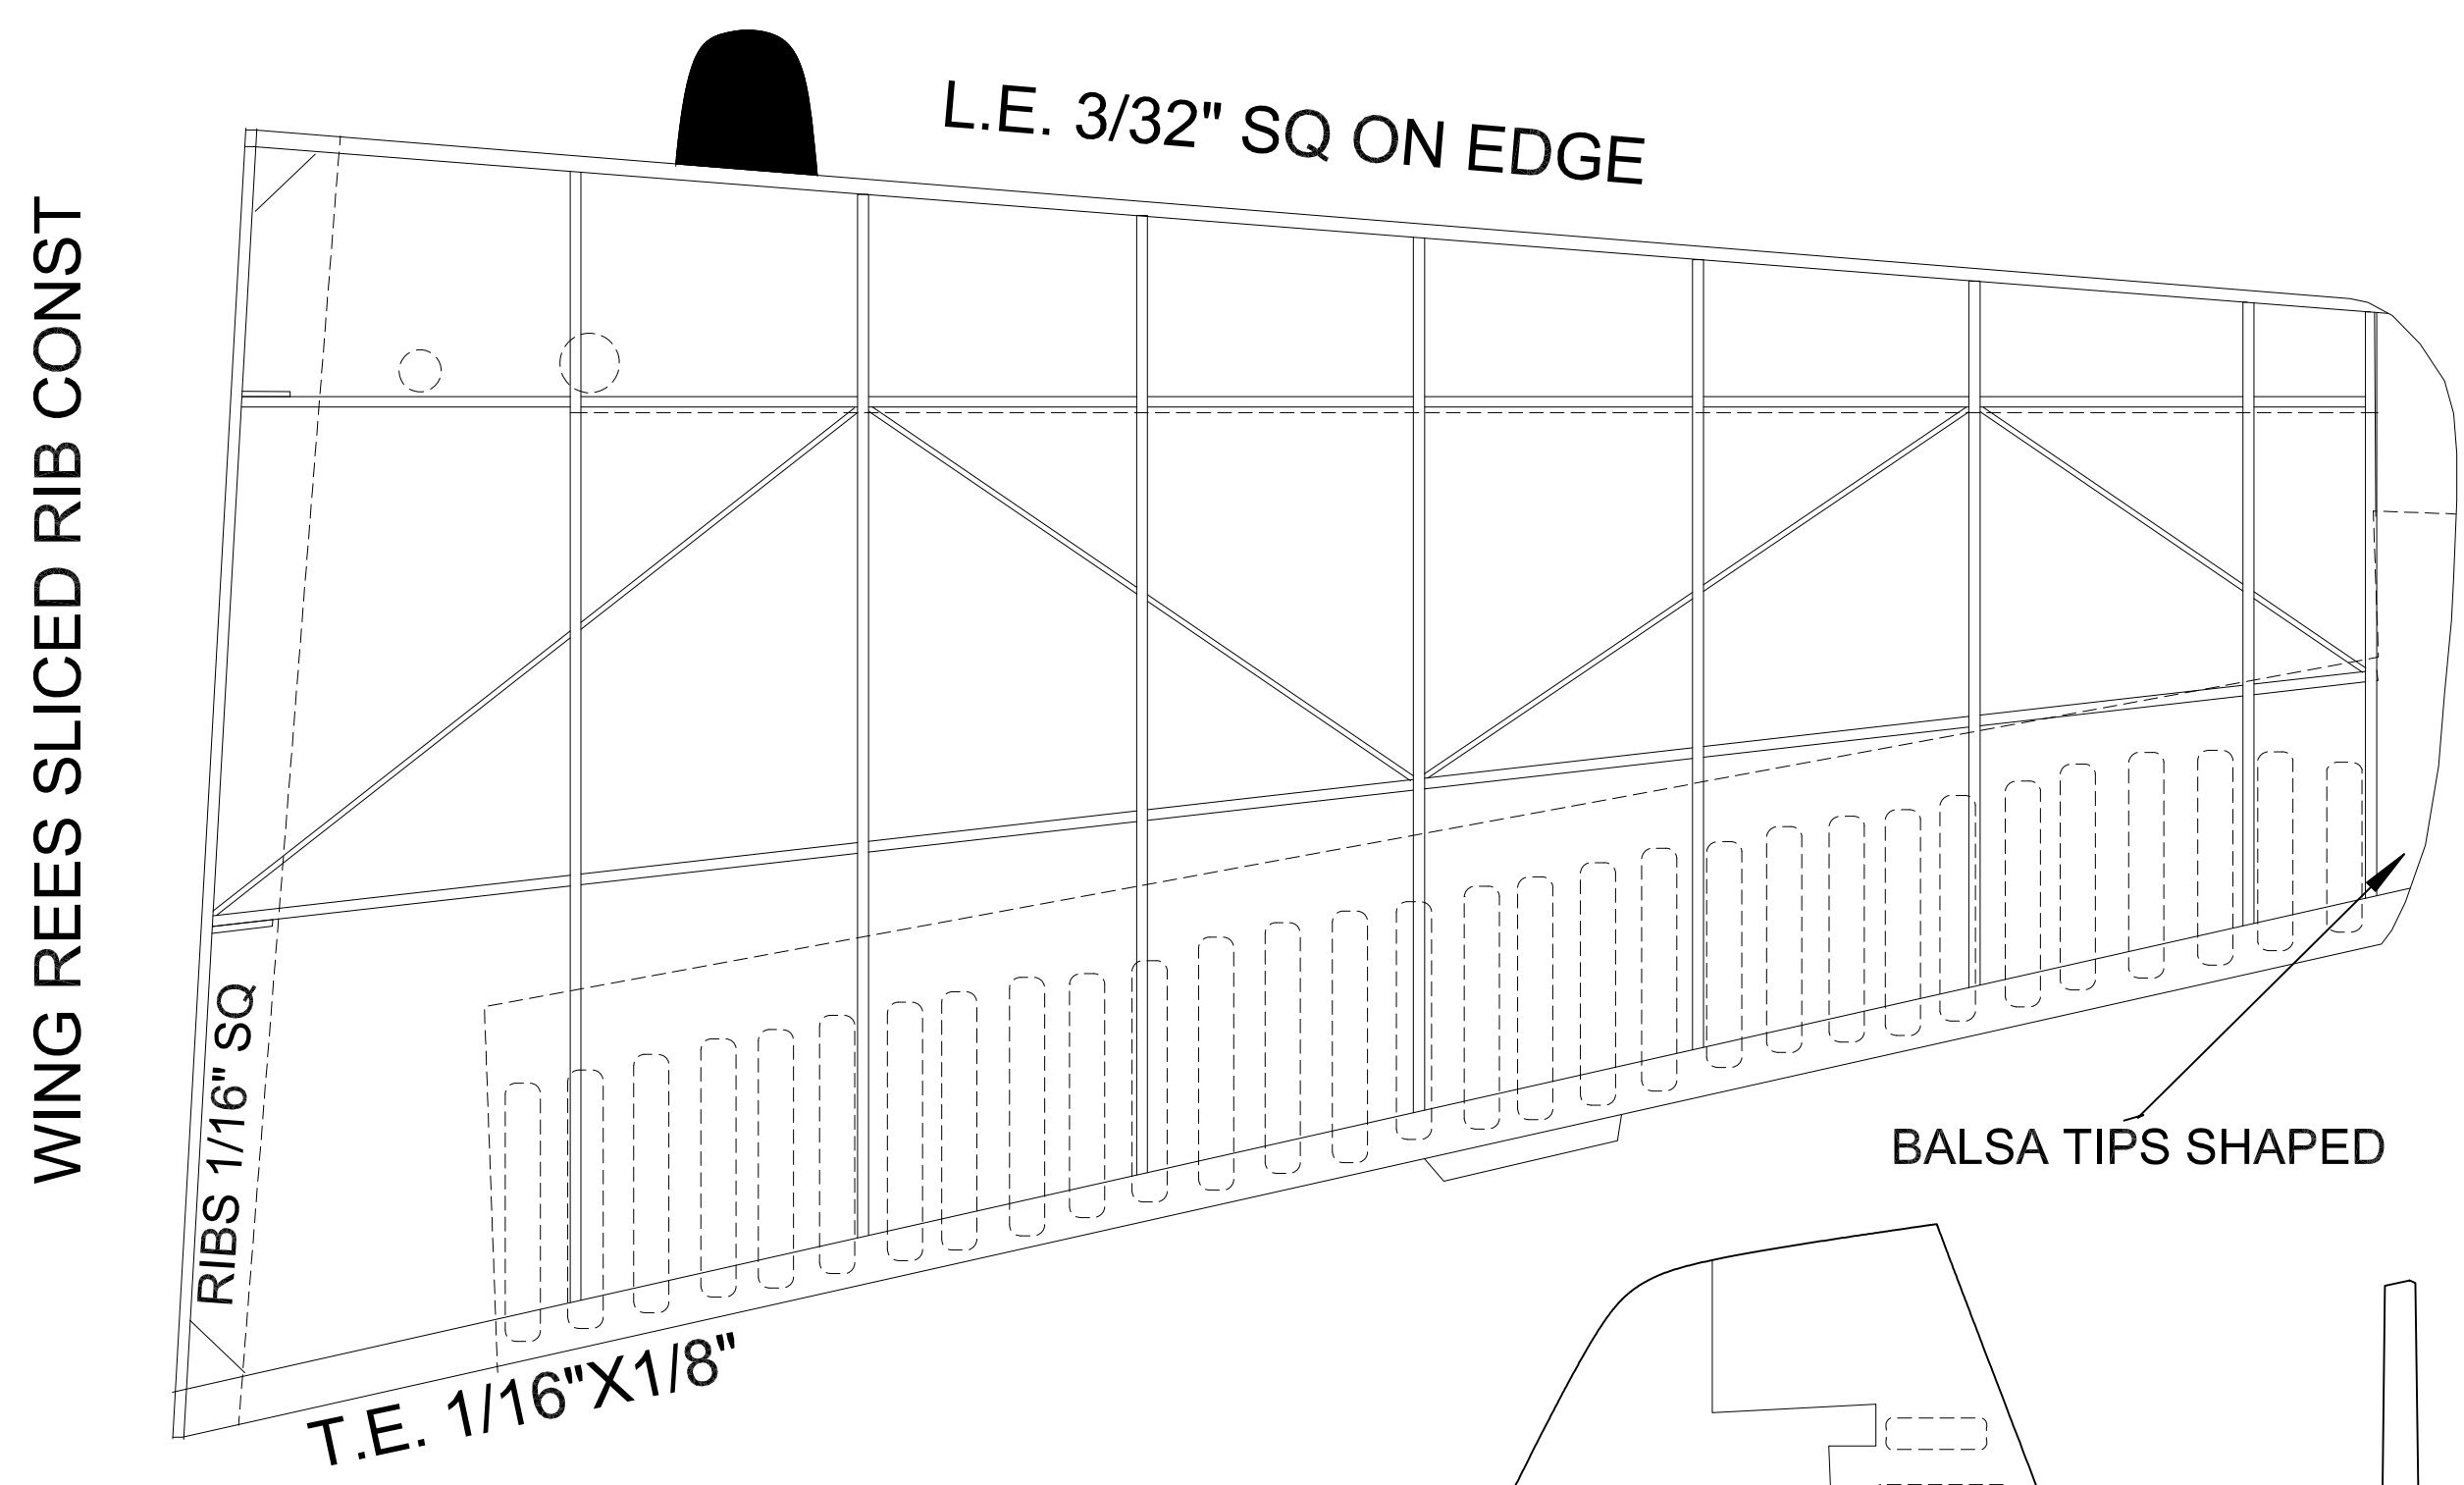 WING REES SLICED RIB CONST
L.E. 3/32" SQ ON EDGE
RIBS 1/16" SQ
T.E. 1/16"X1/8"
BALSA TIPS SHAPED